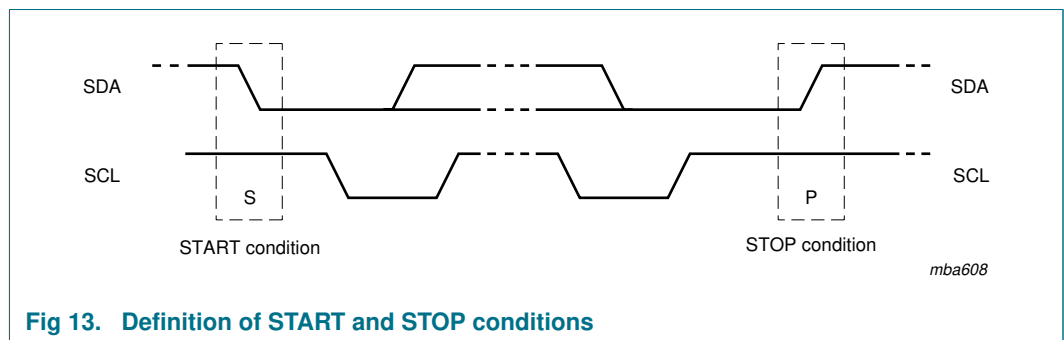 SDA
SDA
SCL
SCL
S
P
START condition
STOP condition
mba608
Fig 13. Definition of START and STOP conditions